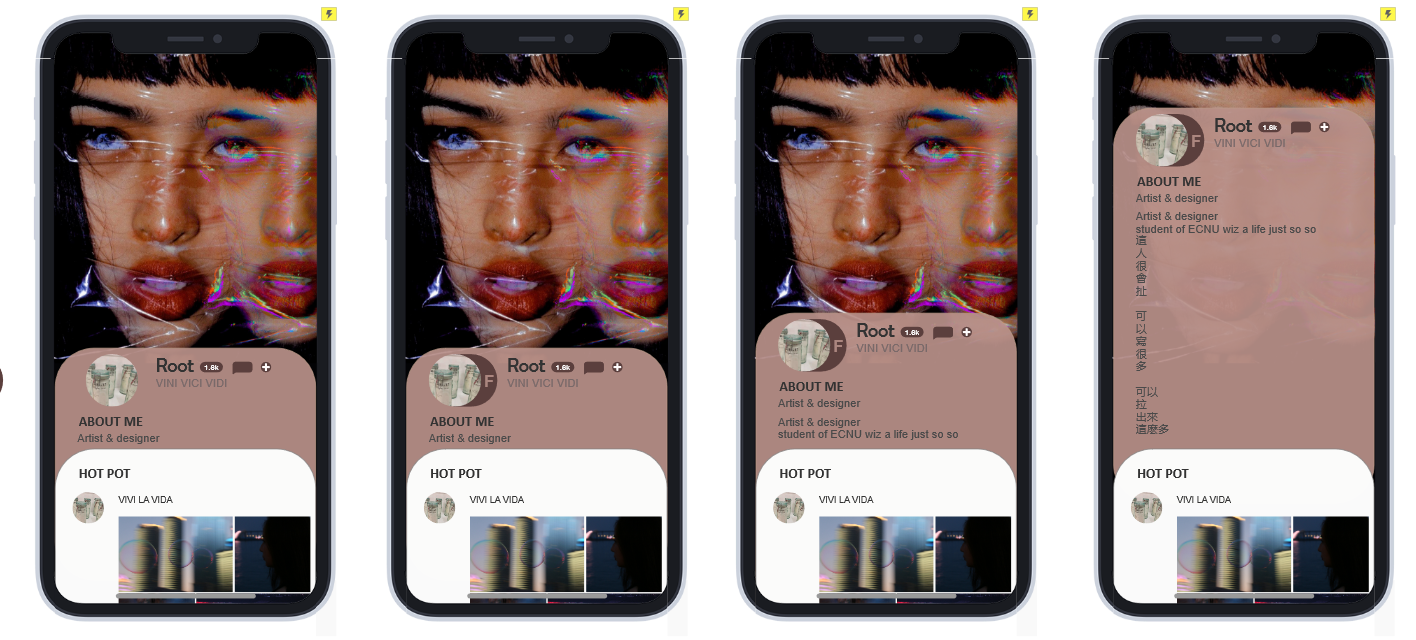 Root 1.6k
VINI VICI VIDI
ABOUT ME
Artist & designer
HOT POT
VIVI LA VIDA
F
Root 1.6k
VINI VICI VIDI
ABOUT ME
Artist & designer
HOT POT
VIVI LA VIDA
F
Root 1.6k
VINI VICI VIDI
ABOUT ME
Artist & designer
Artist & designer
student of ECNU wiz a life just so so
HOT POT
VIVI LA VIDA
F
Root 1.6k
VINI VICI VIDI
ABOUT ME
Artist & designer
Artist & designer
student of ECNU wiz a life just so so
這
人
很
會
扯
可
以
寫
很
多
可以
拉
出來
這麽多
HOT POT
VIVI LA VIDA